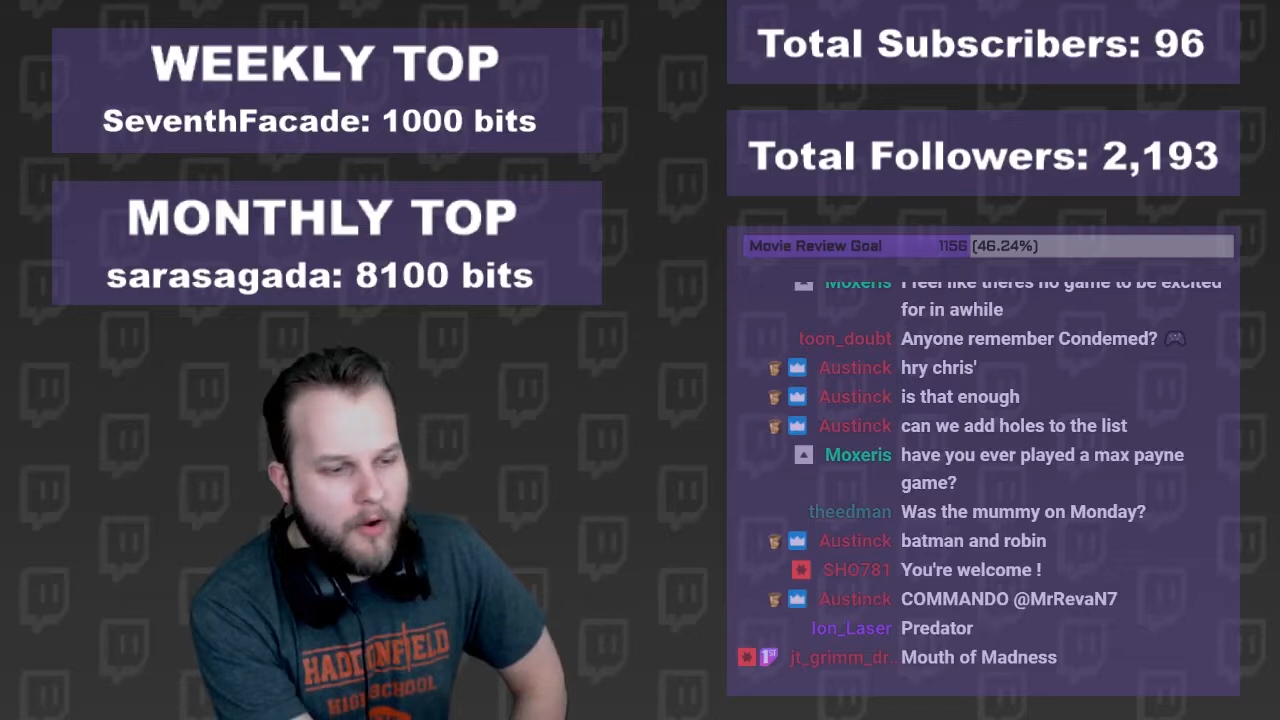 WEEKLY TOP
SeventhFacade: 1000 bits
MONTHLY TOP
sarasagada: 8100 bits
Total Subscribers: 96
Total Followers: 2,193
Movie Review Goal 1156 (46.24%)
Moxeris I feel like theres no game to be excited
for in awhile
toon_doubt Anyone remember Condemed? 🎮
Austinck hry chris'
Austinck is that enough
Austinck can we add holes to the list
Moxeris have you ever played a max payne
game?
theedman Was the mummy on Monday?
Austinck batman and robin
SHO781 You're welcome !
Austinck COMMANDO @MrRevaN7
Ion_Laser Predator
1ST jt_grimm_dr... Mouth of Madness
HADDONFIELD
HIGH SCHOOL